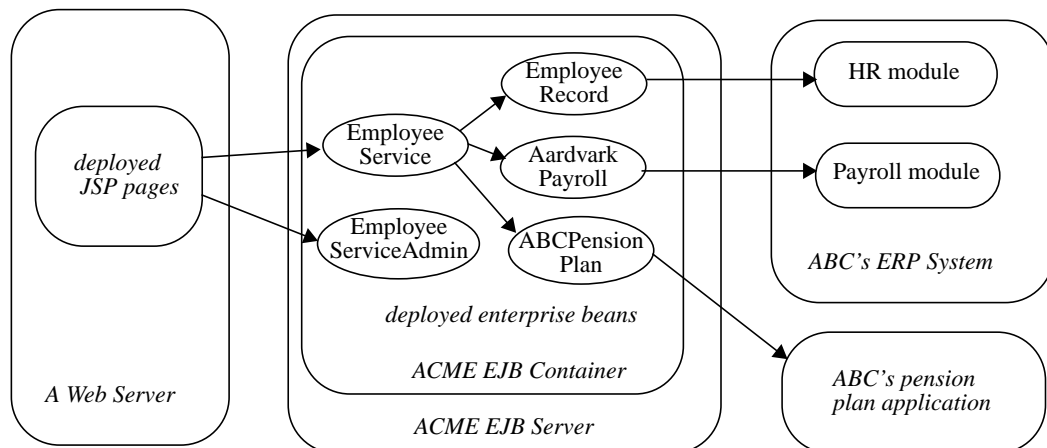 deployed
JSP pages
A Web Server
Employee
Service
Employee
ServiceAdmin
Employee
Record
Aardvark
Payroll
ABCPension
Plan
deployed enterprise beans
ACME EJB Container
ACME EJB Server
HR module
Payroll module
ABC’s ERP System
ABC’s pension
plan application